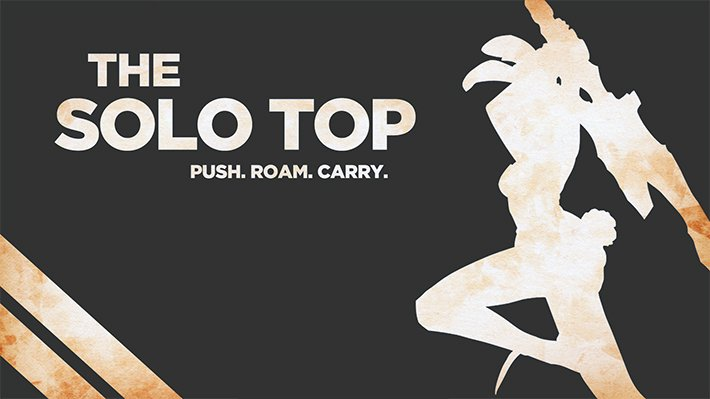 THE
SOLO TOP
PUSH. ROAM. CARRY.